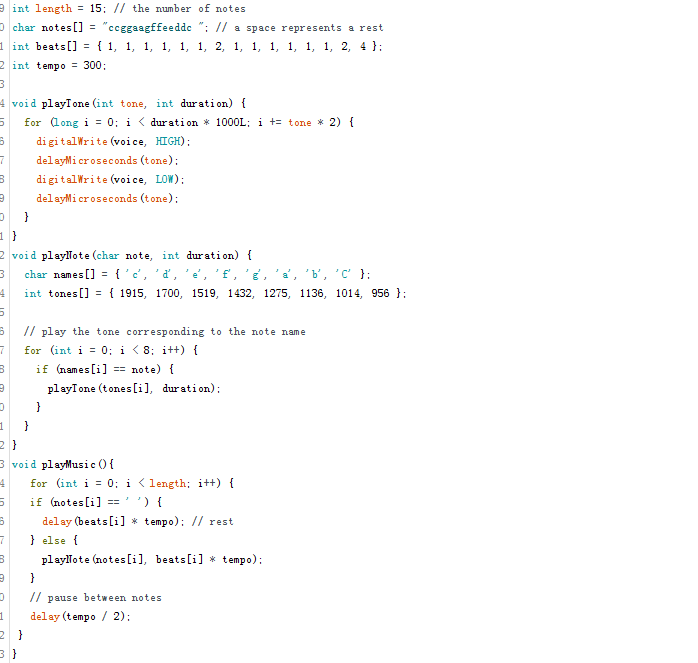 9 int length = 15; // the number of notes
0 char notes[] = "ccggaagffeeddc "; // a space represents a rest
1 int beats[] = { 1, 1, 1, 1, 1, 1, 2, 1, 1, 1, 1, 1, 1, 2, 4 };
2 int tempo = 300;
3
4 void playTone(int tone, int duration) {
5 for (long i = 0; i < duration * 1000L; i += tone * 2) {
6 digitalWrite(voice, HIGH);
7 delayMicroseconds(tone);
8 digitalWrite(voice, LOW);
9 delayMicroseconds(tone);
0 }
1 }
2 void playNote(char note, int duration) {
3 char names[] = { 'c', 'd', 'e', 'f', 'g', 'a', 'b', 'C' };
4 int tones[] = { 1915, 1700, 1519, 1432, 1275, 1136, 1014, 956 };
5
6 // play the tone corresponding to the note name
7 for (int i = 0; i < 8; i++) {
8 if (names[i] == note) {
9 playTone(tones[i], duration);
0 }
1 }
2 }
3 void playMusic(){
4 for (int i = 0; i < length; i++) {
5 if (notes[i] == ' ') {
6 delay(beats[i] * tempo); // rest
7 } else {
8 playNote(notes[i], beats[i] * tempo);
9 }
0 // pause between notes
1 delay(tempo / 2);
2 }
3 }